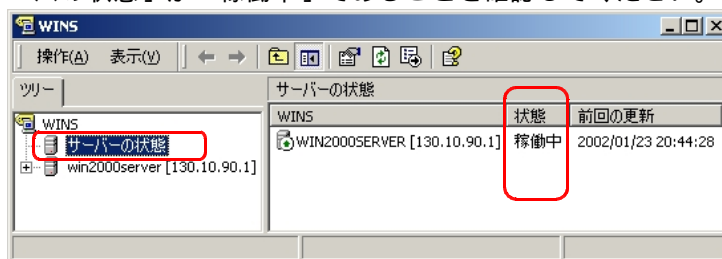 WINS
操作(A) 表示(V)
ツリー
サーバーの状態
WINS
サーバーの状態
win2000server [130.10.90.1]
WINS 状態 前回の更新
WIN2000SERVER [130.10.90.1] 稼働中 2002/01/23 20:44:28